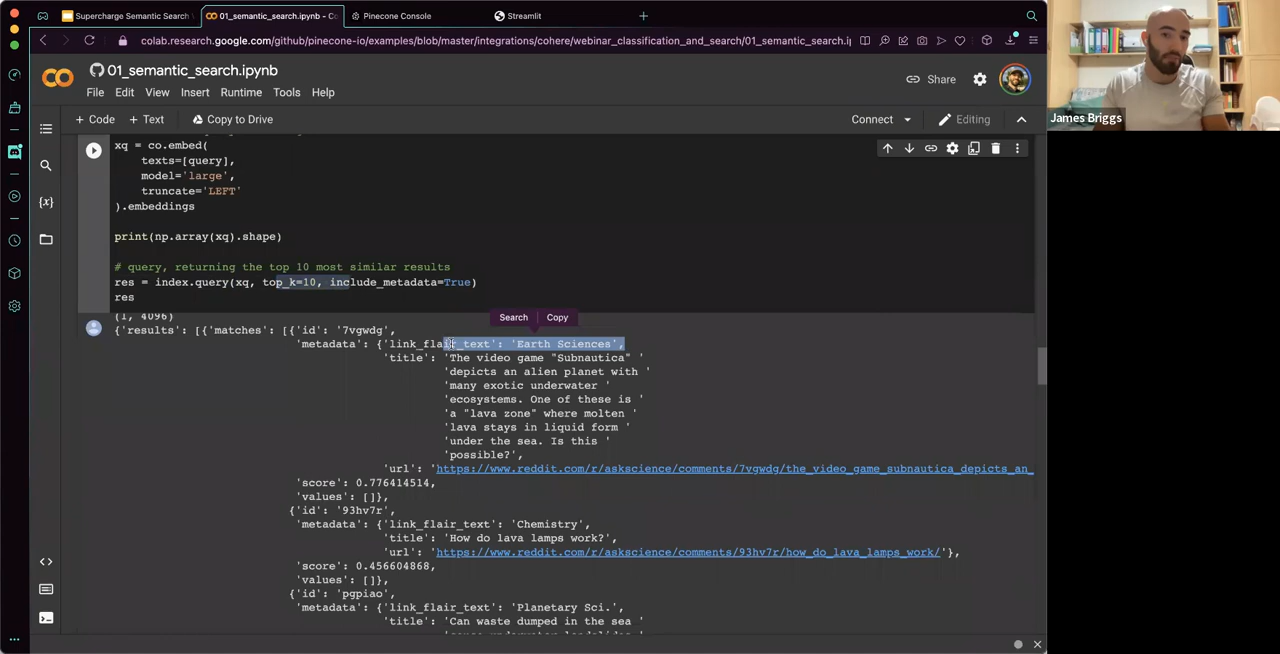 Supercharge Semantic Search
01_semantic_search.ipynb - Co
Pinecone Console
Streamlit
colab.research.google.com/github/pinecone-io/examples/blob/master/integrations/cohere/webinar_classification_and_search/01_semantic_search.i
01_semantic_search.ipynb
Share
File Edit View Insert Runtime Tools Help
+ Code + Text Copy to Drive
Connect
Editing
James Briggs
xq = co.embed(
texts=[query],
model='large',
truncate='LEFT'
).embeddings
print(np.array(xq).shape)
# query, returning the top 10 most similar results
res = index.query(xq, top_k=10, include_metadata=True)
res
(1, 4096)
Search Copy
{'results': [{'matches': [{'id': '7vgwdg',
'metadata': {'link_flair_text': 'Earth Sciences',
'title': 'The video game "Subnautica" '
'depicts an alien planet with '
'many exotic underwater '
'ecosystems. One of these is '
'a "lava zone" where molten '
'lava stays in liquid form '
'under the sea. Is this '
'possible?',
'url': 'https://www.reddit.com/r/askscience/comments/7vgwdg/the_video_game_subnautica_depicts_an_
'score': 0.776414514,
'values': []},
{'id': '93hv7r',
'metadata': {'link_flair_text': 'Chemistry',
'title': 'How do lava lamps work?',
'url': 'https://www.reddit.com/r/askscience/comments/93hv7r/how_do_lava_lamps_work/'},
'score': 0.456604868,
'values': []},
{'id': 'pgpiao',
'metadata': {'link_flair_text': 'Planetary Sci.',
'title': 'Can waste dumped in the sea '